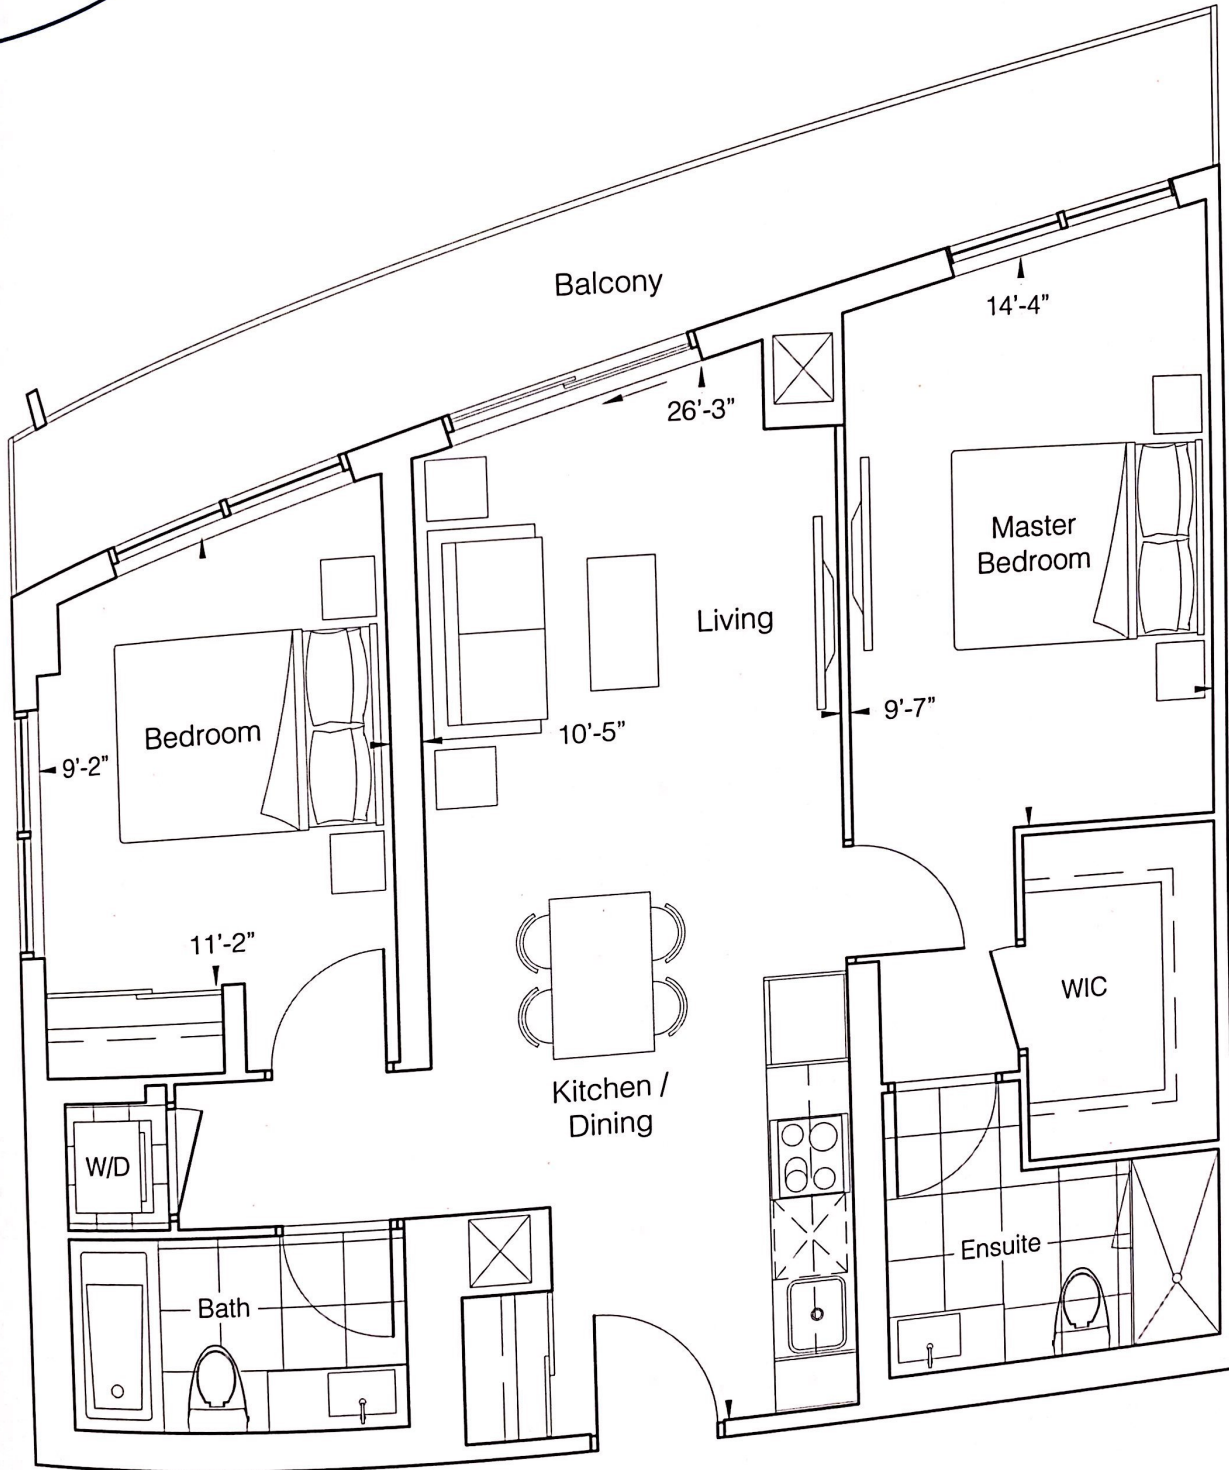 Balcony
14'-4”
26'-3”
Master
Bedroom
Living
9'-7”
10'-5”
Bedroom
9'-2”
11'-2”
WIC
Kitchen /
Dining
W/D
Ensuite
Bath